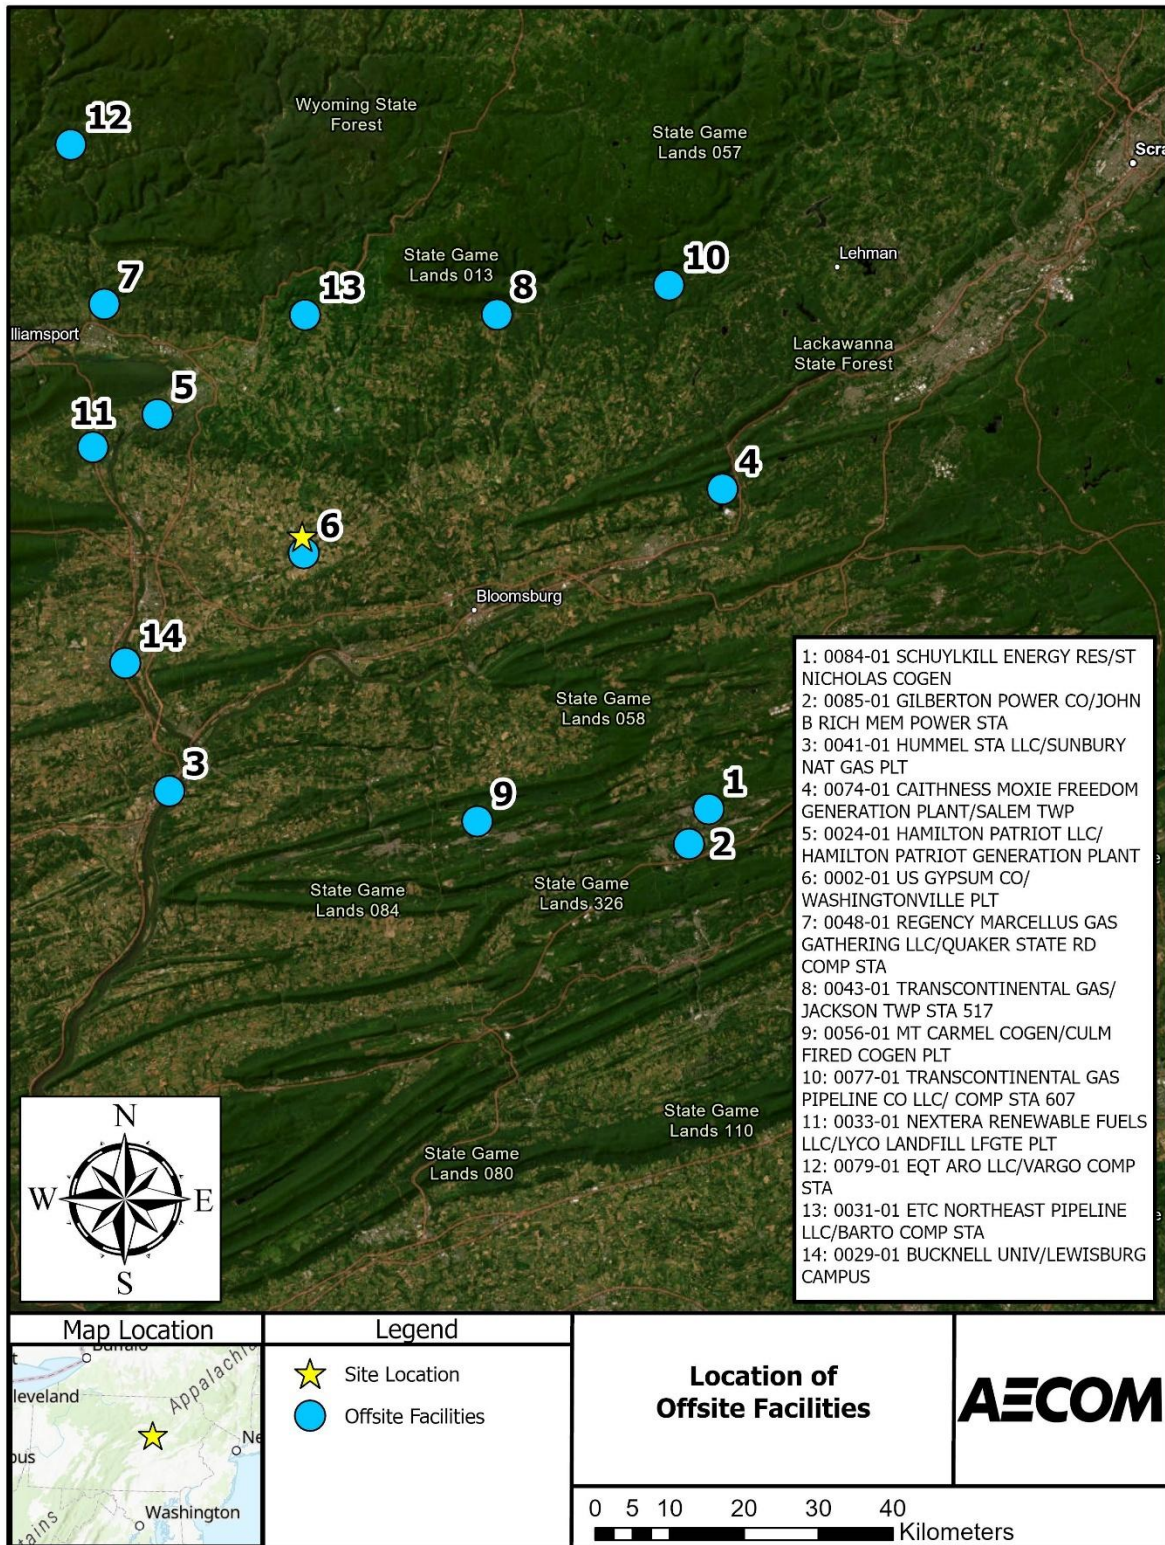 12
Wyoming State
Forest
State Game
Lands 057
Scra
State Game
Lands 013
10
Lehman
7
13
8
lliamsport
Lackawanna
State Forest
5
11
4
6
Bloomsburg
14
State Game
Lands 058
3
9
1
2
State Game
Lands 084
State Game
Lands 326
State Game
Lands 110
State Game
Lands 080
1: 0084-01 SCHUYLKILL ENERGY RES/ST
NICHOLAS COGEN
2: 0085-01 GILBERTON POWER CO/JOHN
B RICH MEM POWER STA
3: 0041-01 HUMMEL STA LLC/SUNBURY
NAT GAS PLT
4: 0074-01 CAITHNESS MOXIE FREEDOM
GENERATION PLANT/SALEM TWP
5: 0024-01 HAMILTON PATRIOT LLC/
HAMILTON PATRIOT GENERATION PLANT
6: 0002-01 US GYPSUM CO/
WASHINGTONVILLE PLT
7: 0048-01 REGENCY MARCELLUS GAS
GATHERING LLC/QUAKER STATE RD
COMP STA
8: 0043-01 TRANSCONTINENTAL GAS/
JACKSON TWP STA 517
9: 0056-01 MT CARMEL COGEN/CULM
FIRED COGEN PLT
10: 0077-01 TRANSCONTINENTAL GAS
PIPELINE CO LLC/ COMP STA 607
11: 0033-01 NEXTERA RENEWABLE FUELS
LLC/LYCO LANDFILL LFGTE PLT
12: 0079-01 EQT ARO LLC/VARGO COMP
STA
13: 0031-01 ETC NORTHEAST PIPELINE
LLC/BARTO COMP STA
14: 0029-01 BUCKNELL UNIV/LEWISBURG
CAMPUS
N
W E
S
Map Location
leveland
Appalachi
Ne
bus
Washington
tains
Legend
Site Location
Offsite Facilities
Location of
Offsite Facilities
AECOM
0 5 10 20 30 40
Kilometers